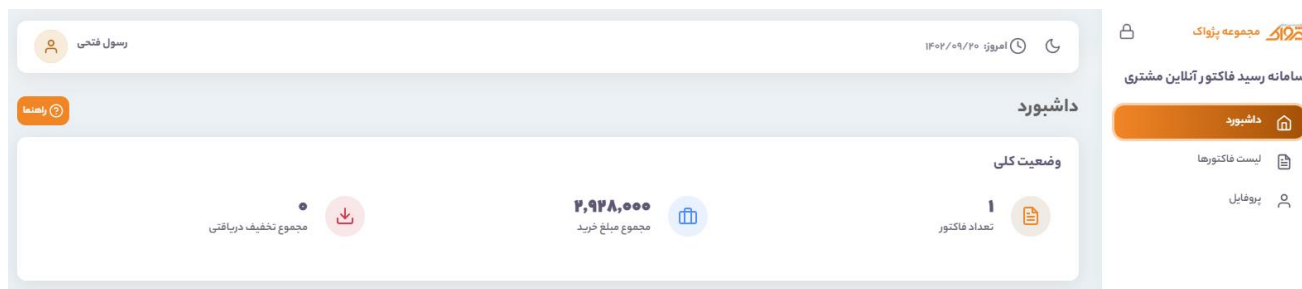 مجموعه پژواک
سامانه رسید فاکتور آنلاین مشتری
داشبورد
لیست فاکتورها
پروفایل
امروز: ۱۴۰۲/۰۹/۲۰
رسول فتحی
داشبورد
راهنما
وضعیت کلی
۱
تعداد فاکتور
۲,۹۲۸,۰۰۰
مجموع مبلغ خرید
۰
مجموع تخفیف دریافتی